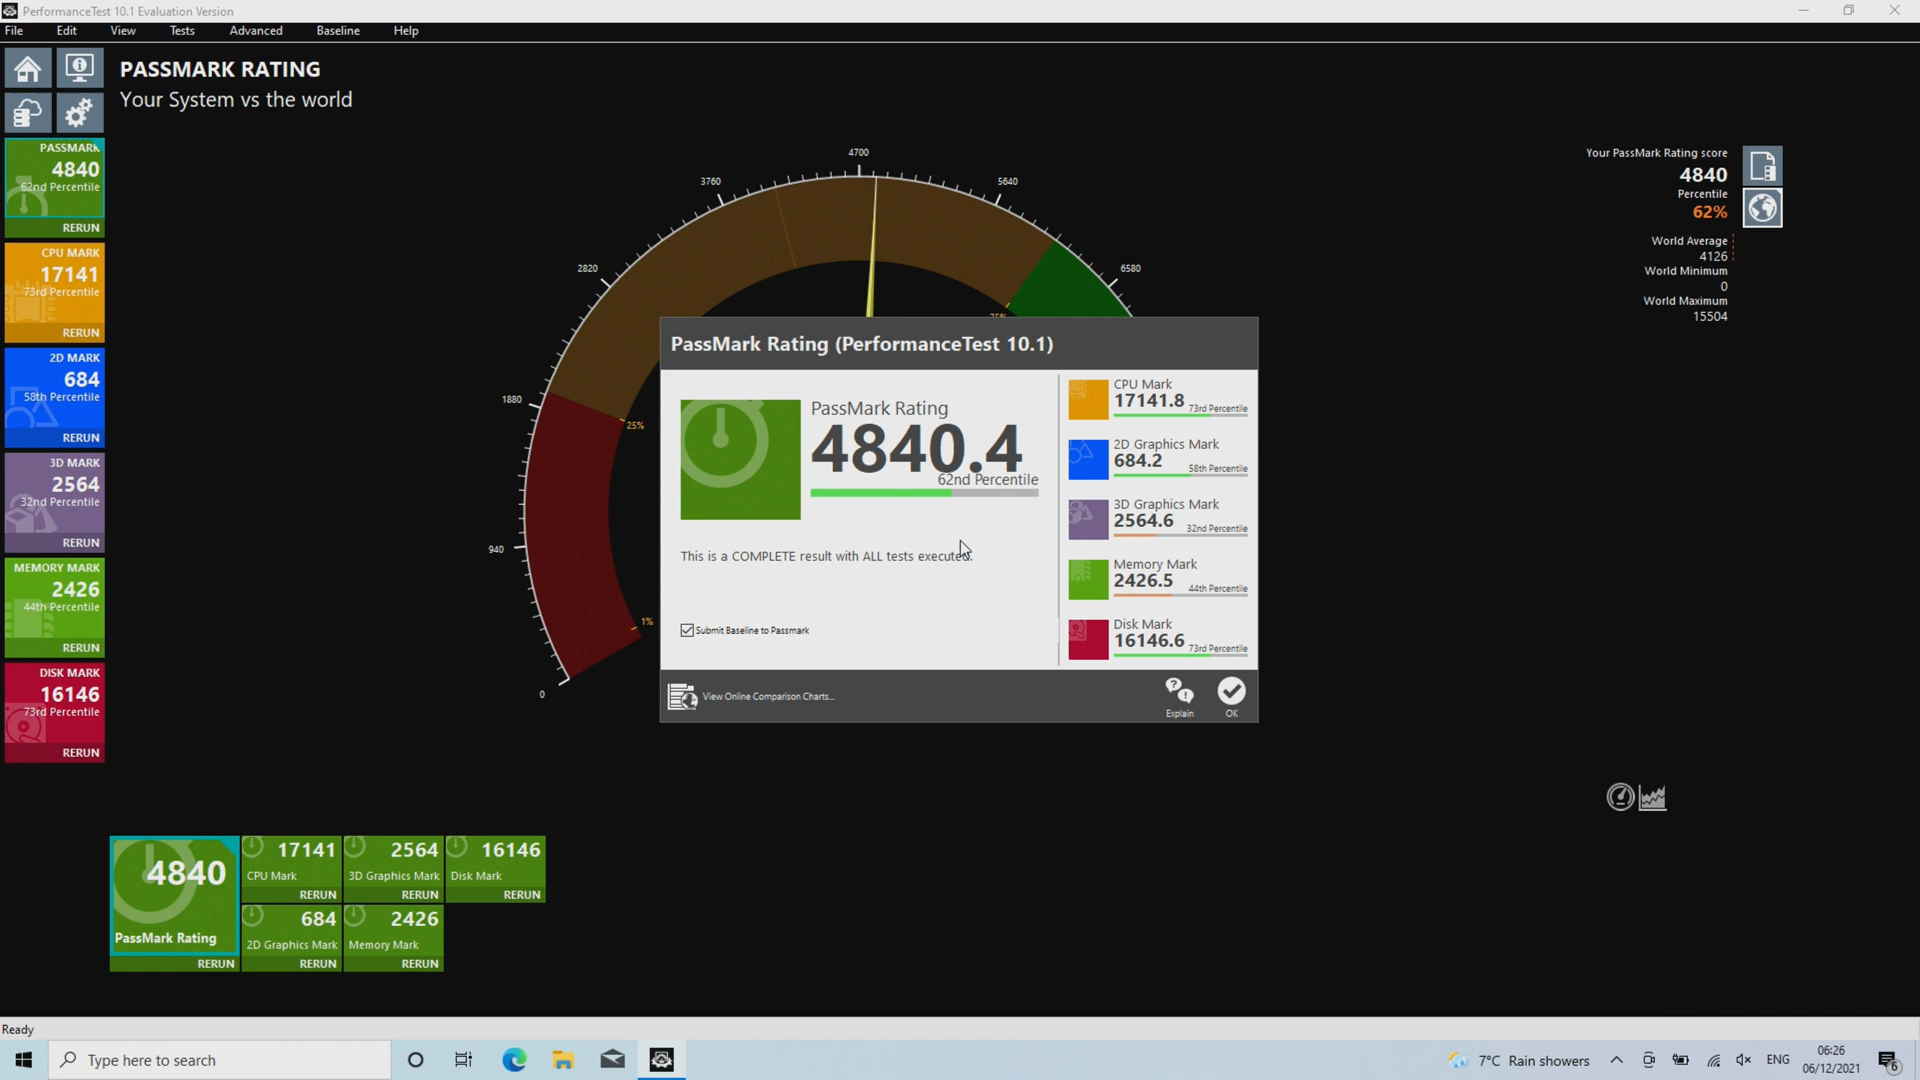 PerformanceTest 10.1 Evaluation Version
File Edit View Tests Advanced Baseline Help
PASSMARK RATING
Your System vs the world
PASSMARK
4840
62nd Percentile
RERUN
CPU MARK
17141
73rd Percentile
RERUN
2D MARK
684
58th Percentile
RERUN
3D MARK
2564
32nd Percentile
RERUN
MEMORY MARK
2426
44th Percentile
RERUN
DISK MARK
16146
73rd Percentile
RERUN
0
940
1880
2820
3760
4700
5640
6580
1%
25%
75%
Your PassMark Rating score
4840
Percentile
62%
World Average
4126
World Minimum
0
World Maximum
15504
PassMark Rating (PerformanceTest 10.1)
PassMark Rating
4840.4
62nd Percentile
This is a COMPLETE result with ALL tests executed.
Submit Baseline to Passmark
CPU Mark
17141.8 73rd Percentile
2D Graphics Mark
684.2 58th Percentile
3D Graphics Mark
2564.6 32nd Percentile
Memory Mark
2426.5 44th Percentile
Disk Mark
16146.6 73rd Percentile
View Online Comparison Charts...
Explain
OK
4840
PassMark Rating
RERUN
17141
CPU Mark
RERUN
2564
3D Graphics Mark
RERUN
16146
Disk Mark
RERUN
684
2D Graphics Mark
RERUN
2426
Memory Mark
RERUN
Ready
Type here to search
7°C Rain showers
ENG
06:26
06/12/2021
6